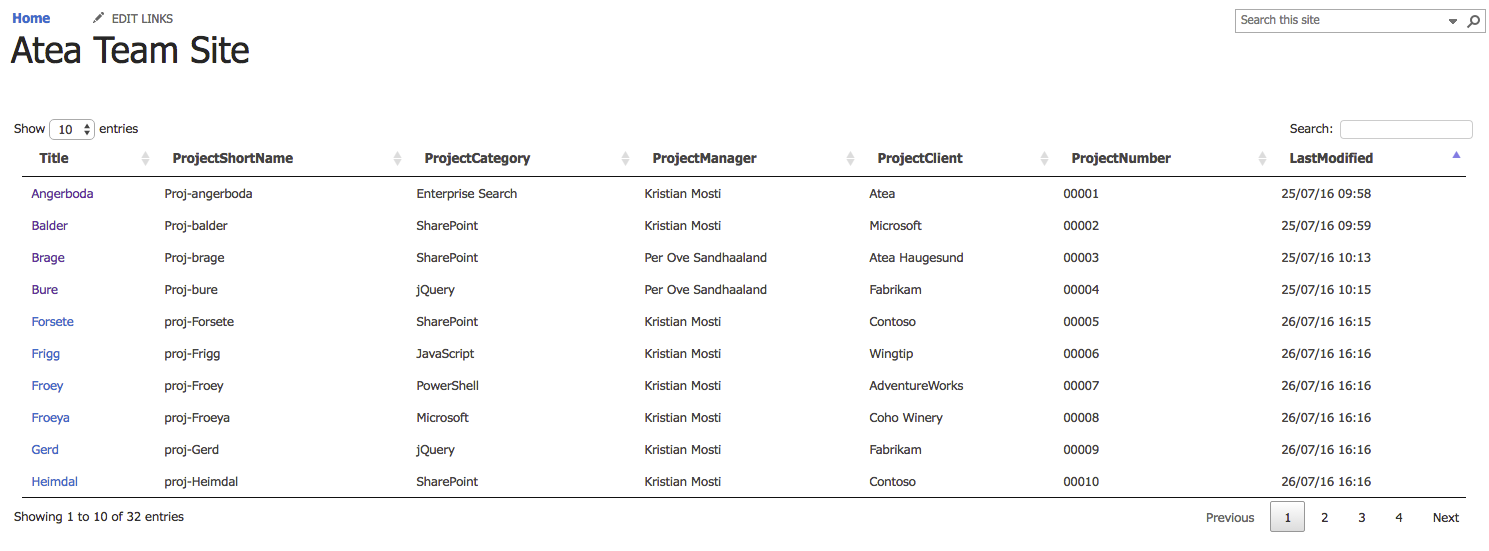 Home EDIT LINKS Search this site
Atea Team Site
Show 10 entries Search:
Title ProjectShortName ProjectCategory ProjectManager ProjectClient ProjectNumber LastModified
Angerboda Proj-angerboda Enterprise Search Kristian Mosti Atea 00001 25/07/16 09:58
Balder Proj-balder SharePoint Kristian Mosti Microsoft 00002 25/07/16 09:59
Brage Proj-brage SharePoint Per Ove Sandhaaland Atea Haugesund 00003 25/07/16 10:13
Bure Proj-bure jQuery Per Ove Sandhaaland Fabrikam 00004 25/07/16 10:15
Forsete proj-Forsete SharePoint Kristian Mosti Contoso 00005 26/07/16 16:15
Frigg proj-Frigg JavaScript Kristian Mosti Wingtip 00006 26/07/16 16:16
Froey proj-Froey PowerShell Kristian Mosti AdventureWorks 00007 26/07/16 16:16
Froeya proj-Froeya Microsoft Kristian Mosti Coho Winery 00008 26/07/16 16:16
Gerd proj-Gerd jQuery Kristian Mosti Fabrikam 00009 26/07/16 16:16
Heimdal proj-Heimdal SharePoint Kristian Mosti Contoso 00010 26/07/16 16:16
Showing 1 to 10 of 32 entries Previous 1 2 3 4 Next